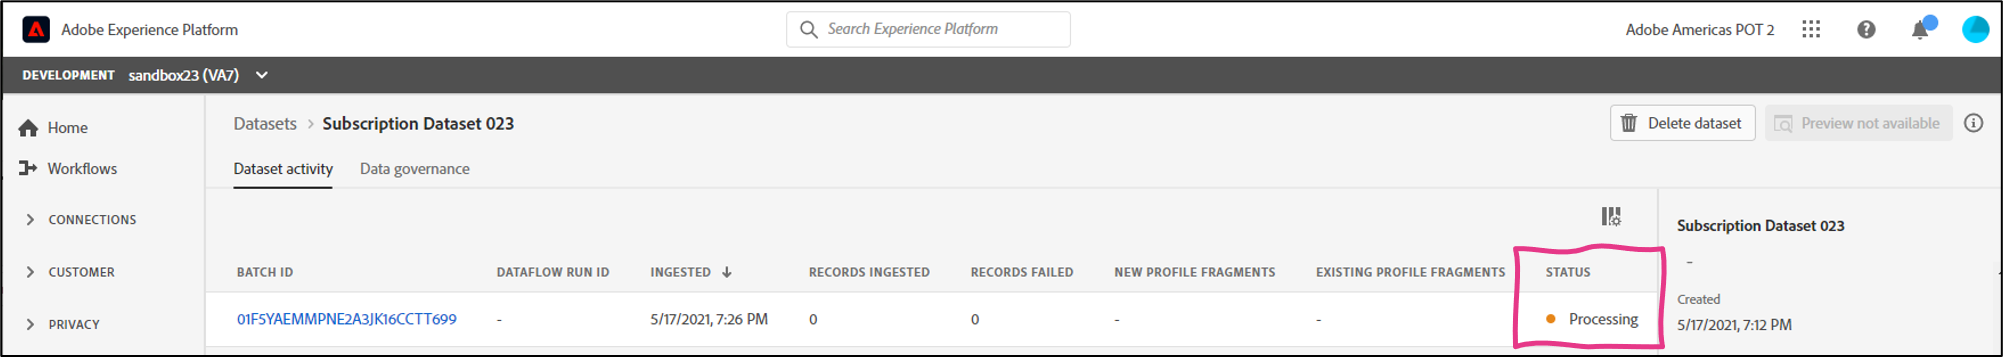 Adobe Experience Platform
Search Experience Platform
Adobe Americas POT 2
DEVELOPMENT sandbox23 (VA7)
Home
Workflows
CONNECTIONS
CUSTOMER
PRIVACY
Datasets > Subscription Dataset 023
Delete dataset
Preview not available
Dataset activity Data governance
BATCH ID DATAFLOW RUN ID INGESTED ↓ RECORDS INGESTED RECORDS FAILED NEW PROFILE FRAGMENTS EXISTING PROFILE FRAGMENTS STATUS
01F5YAEMMPNE2A3JK16CCTT699 - 5/17/2021, 7:26 PM 0 0 - - Processing
Subscription Dataset 023
-
Created
5/17/2021, 7:12 PM